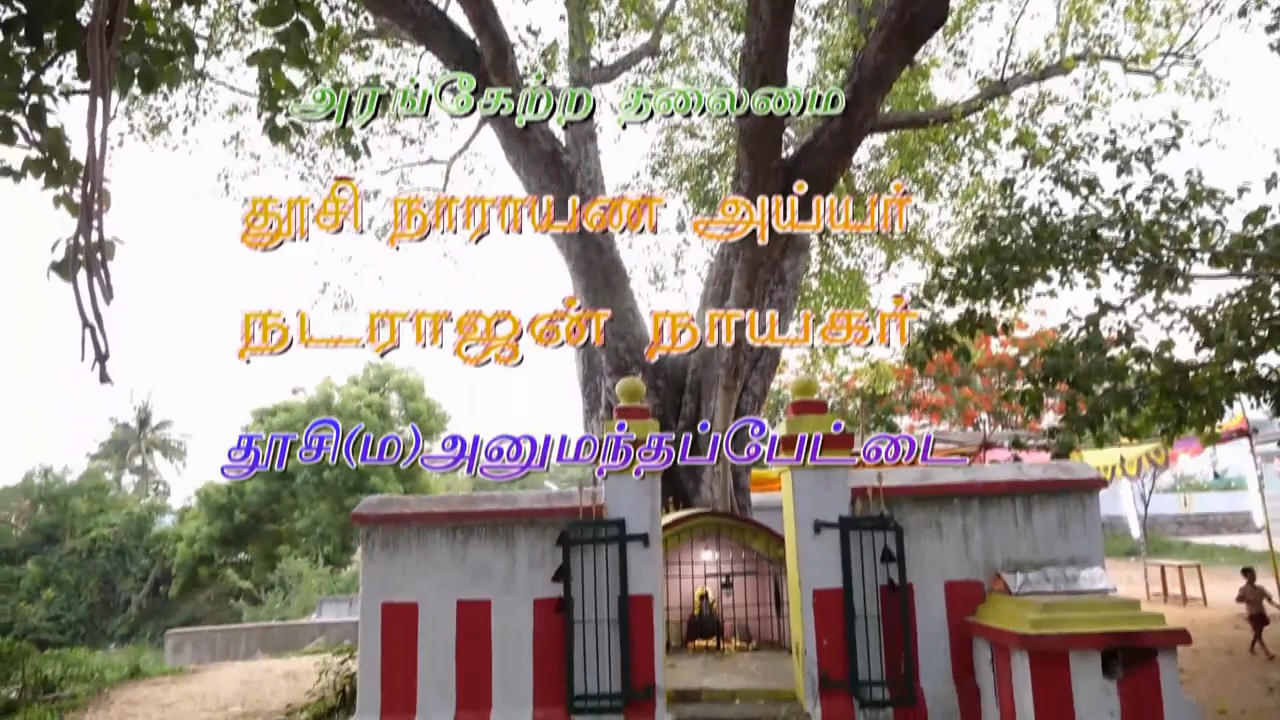 அரங்கேற்ற தலைமை
தூசி நாராயண அய்யர்
நடராஜன் நாயகர்
தூசி(ம)அனுமந்தப்பேட்டை